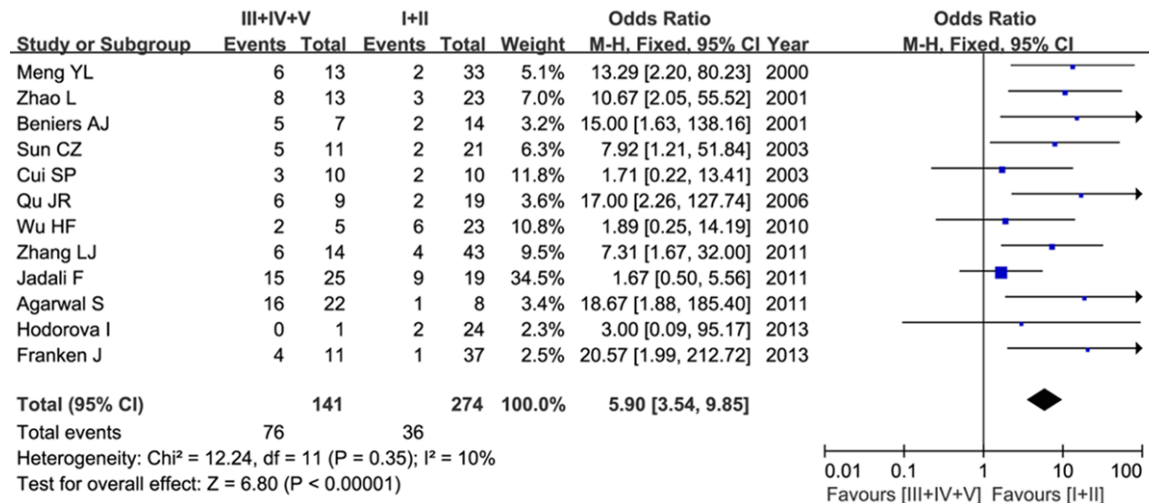 III+IV+V I+II Odds Ratio Odds Ratio
Study or Subgroup Events Total Events Total Weight M-H, Fixed, 95% CI Year M-H, Fixed, 95% CI
Meng YL 6 13 2 33 5.1% 13.29 [2.20, 80.23] 2000
Zhao L 8 13 3 23 7.0% 10.67 [2.05, 55.52] 2001
Beniers AJ 5 7 2 14 3.2% 15.00 [1.63, 138.16] 2001
Sun CZ 5 11 2 21 6.3% 7.92 [1.21, 51.84] 2003
Cui SP 3 10 2 10 11.8% 1.71 [0.22, 13.41] 2003
Qu JR 6 9 2 19 3.6% 17.00 [2.26, 127.74] 2006
Wu HF 2 5 6 23 10.8% 1.89 [0.25, 14.19] 2010
Zhang LJ 6 14 4 43 9.5% 7.31 [1.67, 32.00] 2011
Jadali F 15 25 9 19 34.5% 1.67 [0.50, 5.56] 2011
Agarwal S 16 22 1 8 3.4% 18.67 [1.88, 185.40] 2011
Hodorova I 0 1 2 24 2.3% 3.00 [0.09, 95.17] 2013
Franken J 4 11 1 37 2.5% 20.57 [1.99, 212.72] 2013
Total (95% CI) 141 274 100.0% 5.90 [3.54, 9.85]
Total events 76 36
Heterogeneity: Chi² = 12.24, df = 11 (P = 0.35); I² = 10%
Test for overall effect: Z = 6.80 (P < 0.00001)
0.01 0.1 1 10 100
Favours [III+IV+V] Favours [I+II]